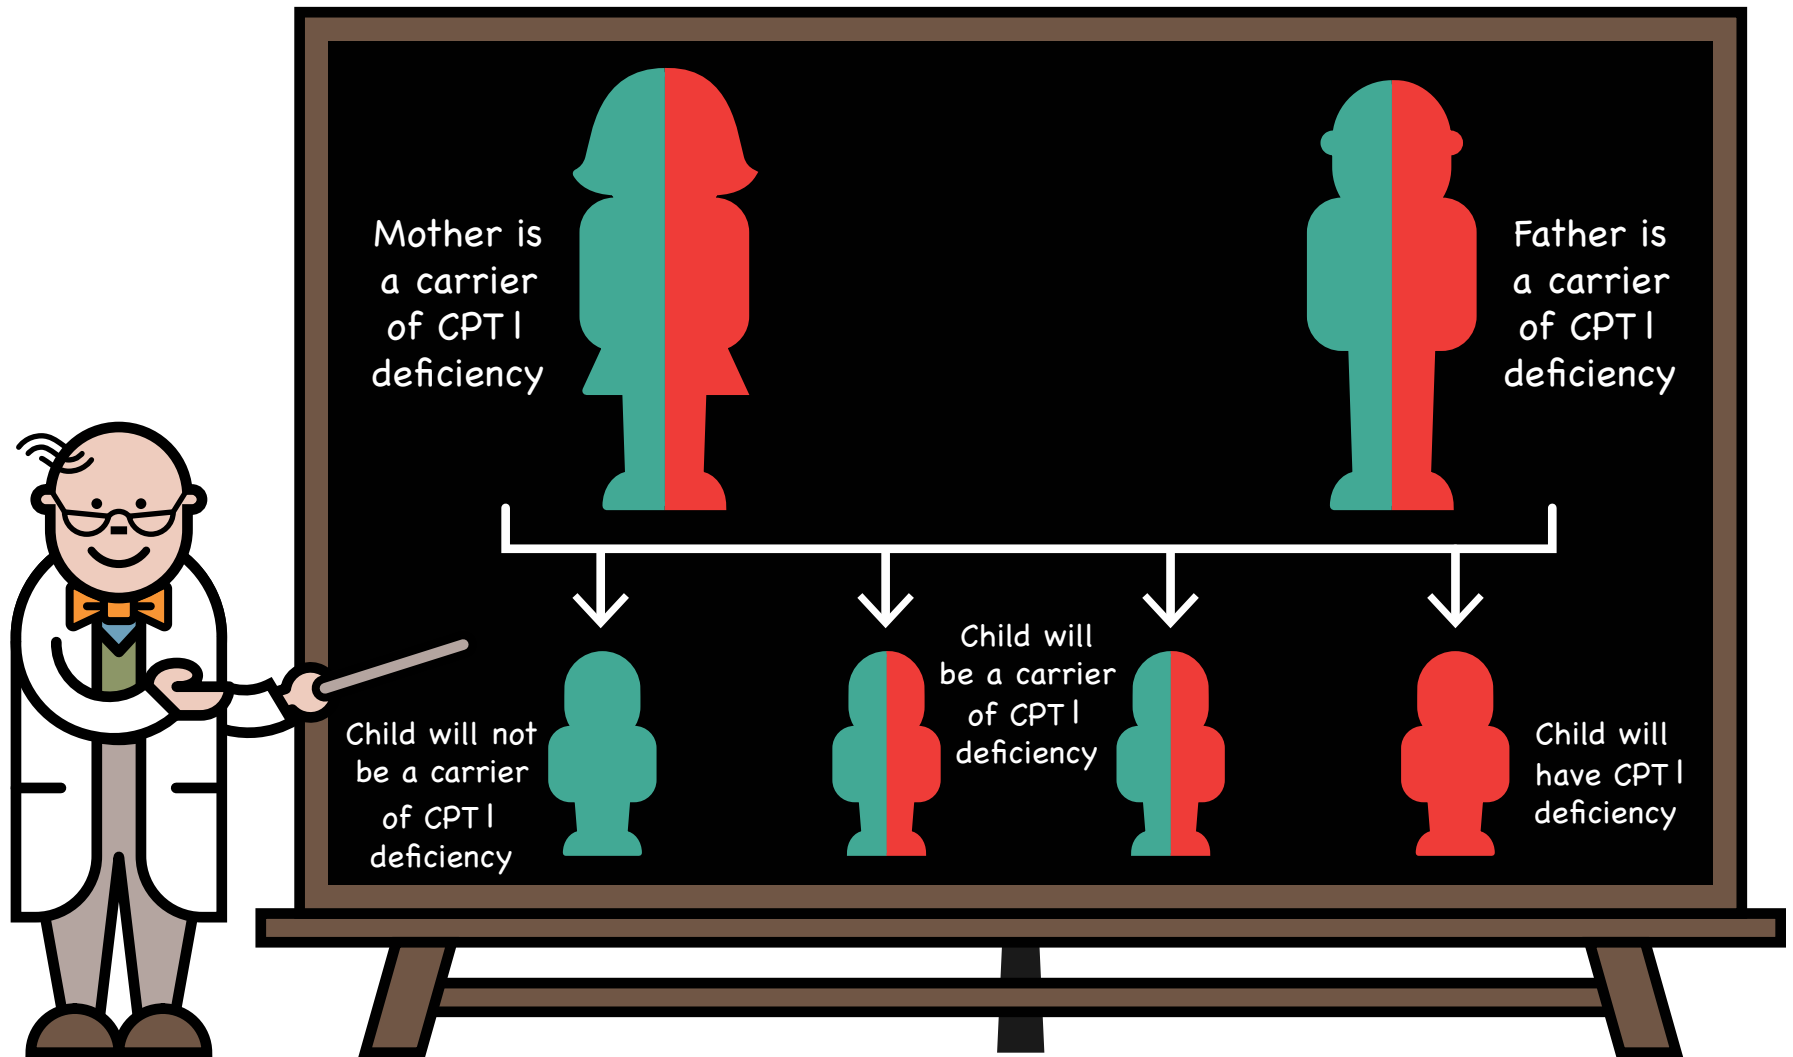 Mother is
a carrier
of CPT I
deficiency
Father is
a carrier
of CPT I
deficiency
Child will not
be a carrier
of CPT I
deficiency
Child will
be a carrier
of CPT I
deficiency
Child will
have CPT I
deficiency